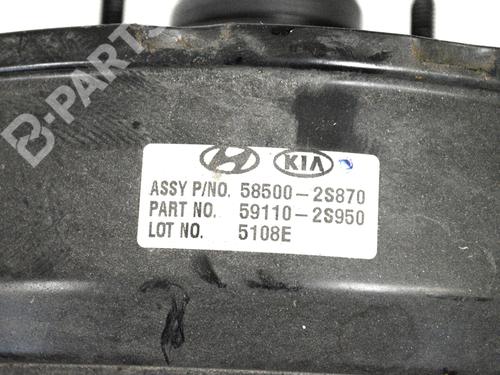 B-PARTS
KIA
ASSY P/NO. 58500-2S870
PART NO. 59110-2S950
LOT NO. 5108E